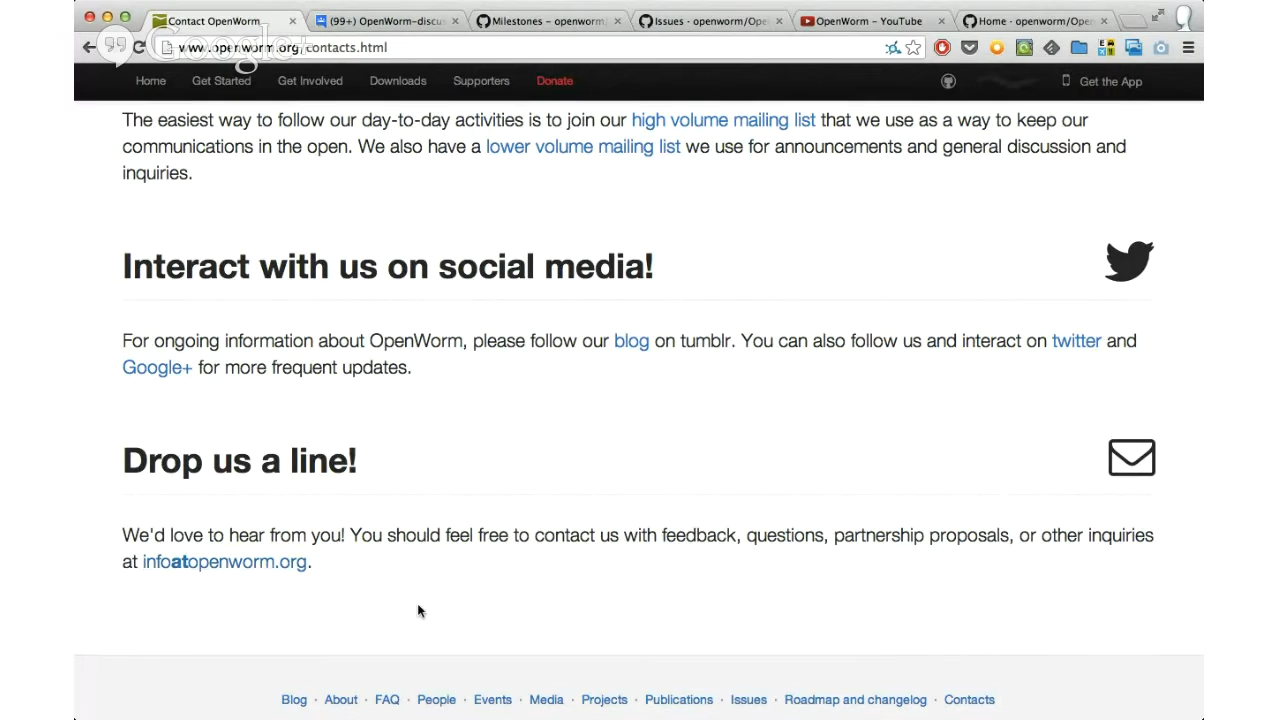 Contact OpenWorm
(99+) OpenWorm-discu
Milestones - openworm
Issues - openworm/Ope
OpenWorm - YouTube
Home - openworm/Open
Google+
www.openworm.org/contacts.html
Home Get Started Get Involved Downloads Supporters Donate Get the App
The easiest way to follow our day-to-day activities is to join our high volume mailing list that we use as a way to keep our
communications in the open. We also have a lower volume mailing list we use for announcements and general discussion and
inquiries.
Interact with us on social media!
For ongoing information about OpenWorm, please follow our blog on tumblr. You can also follow us and interact on twitter and
Google+ for more frequent updates.
Drop us a line!
We'd love to hear from you! You should feel free to contact us with feedback, questions, partnership proposals, or other inquiries
at infoatopenworm.org.
Blog · About · FAQ · People · Events · Media · Projects · Publications · Issues · Roadmap and changelog · Contacts